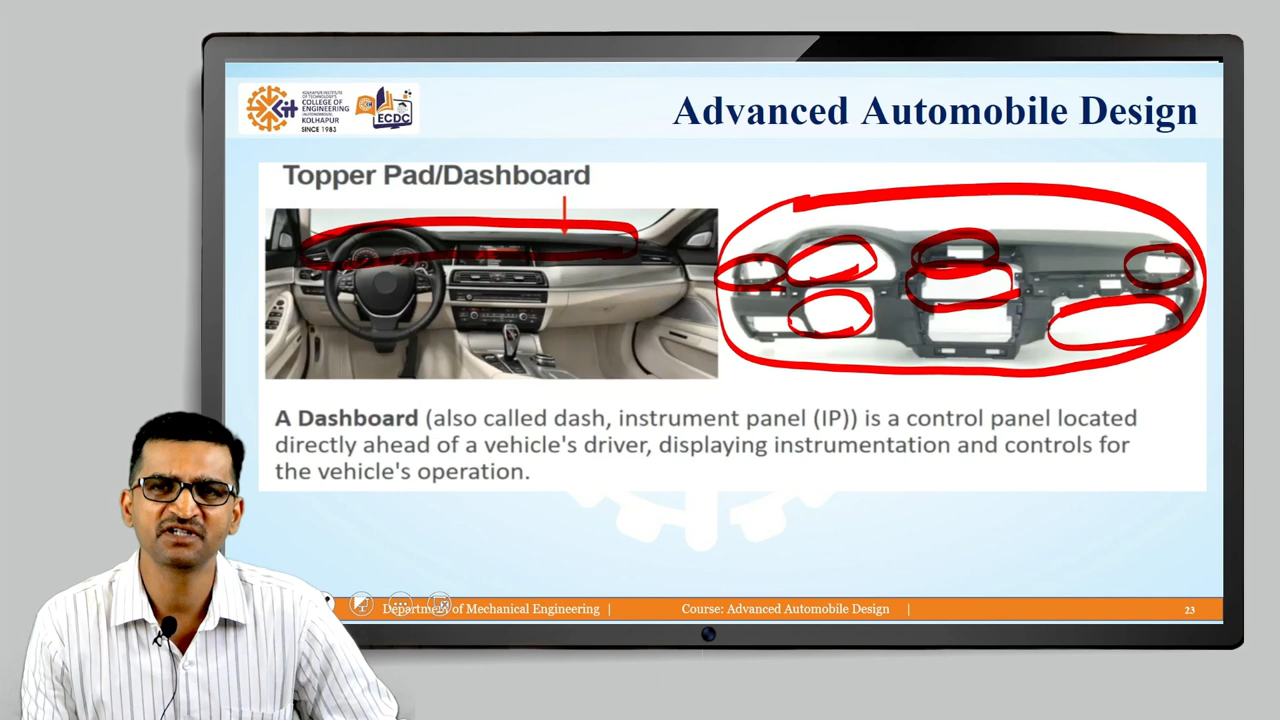 KOLHAPUR INSTITUTE
OF TECHNOLOGY'S
COLLEGE OF
ENGINEERING
(AUTONOMOUS),
KOLHAPUR
SINCE 1983
ECDC
Advanced Automobile Design
Topper Pad/Dashboard
A Dashboard (also called dash, instrument panel (IP)) is a control panel located
directly ahead of a vehicle's driver, displaying instrumentation and controls for
the vehicle's operation.
Department of Mechanical Engineering |
Course: Advanced Automobile Design |
23